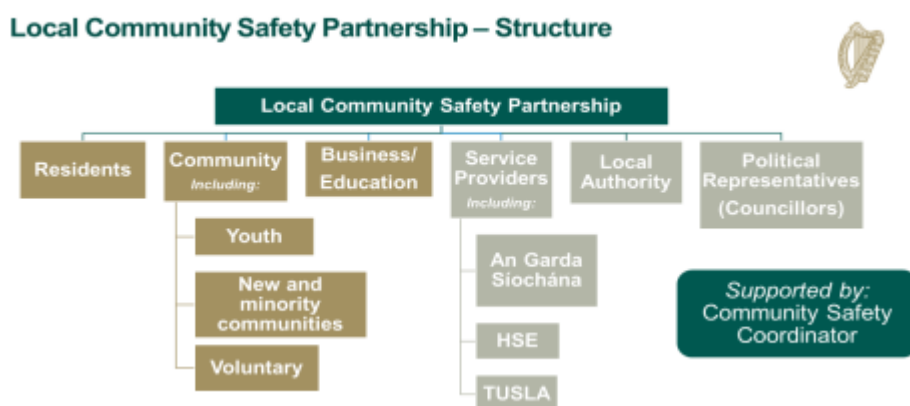 Local Community Safety Partnership – Structure
Local Community Safety Partnership
Residents
Community
Including:
Youth
New and
minority
communities
Voluntary
Business/
Education
Service
Providers
Including:
An Garda
Síochána
HSE
TUSLA
Local
Authority
Political
Representatives
(Councillors)
Supported by:
Community Safety
Coordinator